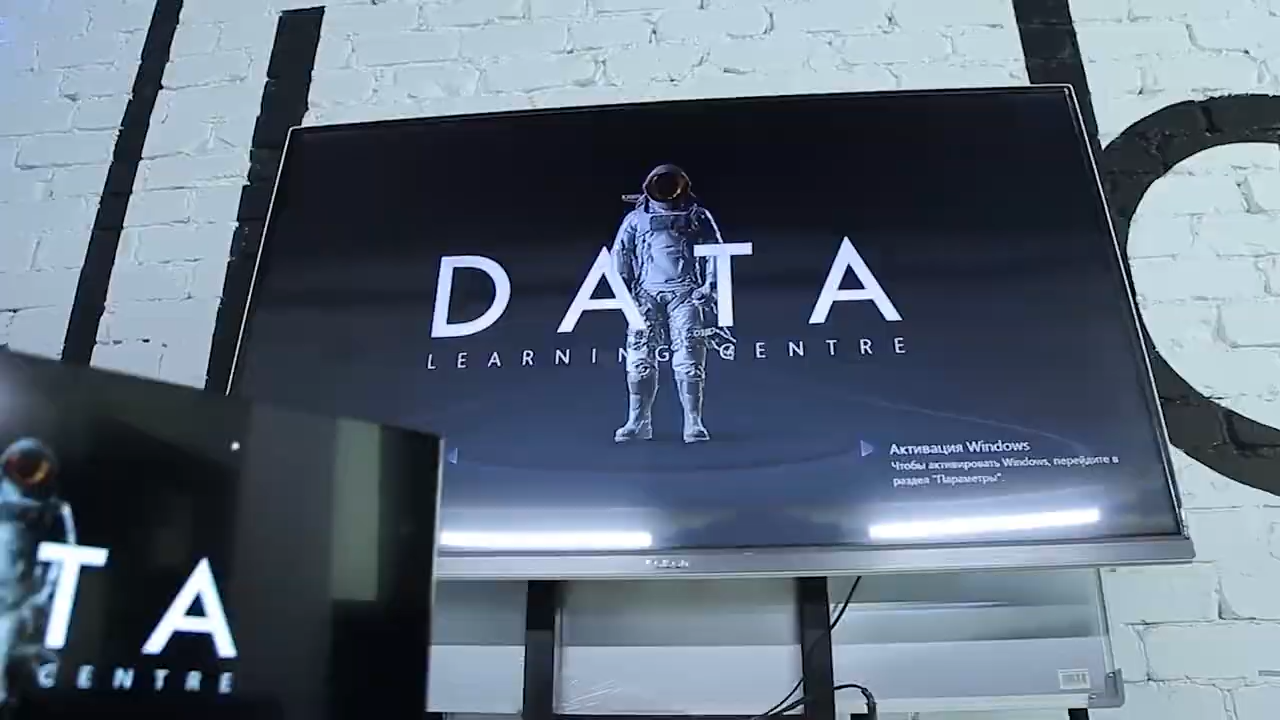 DATA
LEARNING CENTRE
Активация Windows
Чтобы активировать Windows, перейдите в
раздел "Параметры".
TA
CENTRE